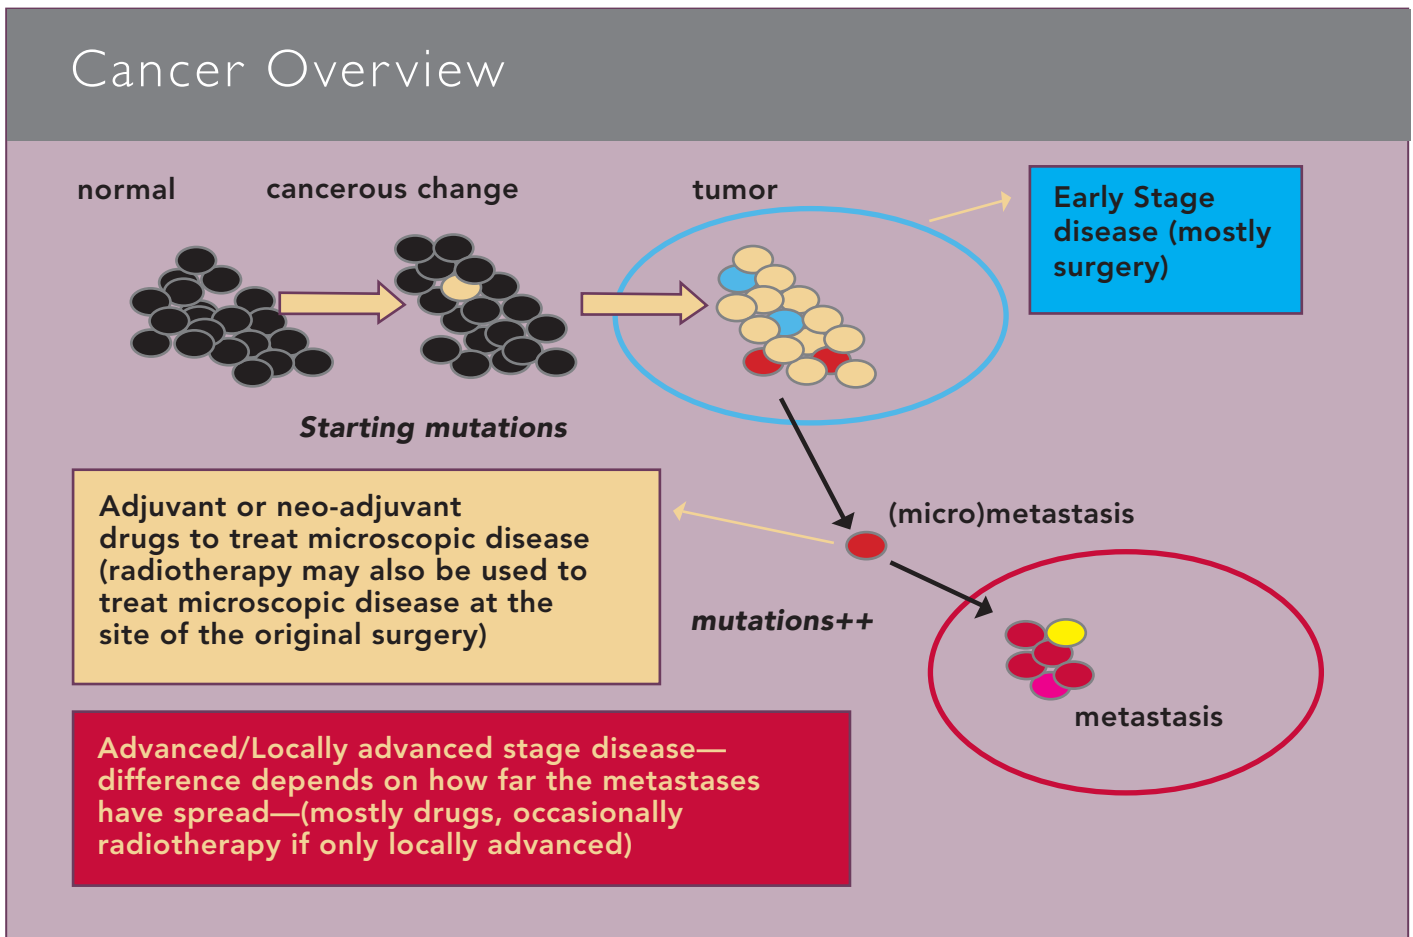 Cancer Overview
normal
cancerous change
tumor
Early Stage
disease (mostly
surgery)
Starting mutations
Adjuvant or neo-adjuvant
drugs to treat microscopic disease
(radiotherapy may also be used to
treat microscopic disease at the
site of the original surgery)
(micro)metastasis
mutations++
metastasis
Advanced/Locally advanced stage disease—
difference depends on how far the metastases
have spread—(mostly drugs, occasionally
radiotherapy if only locally advanced)